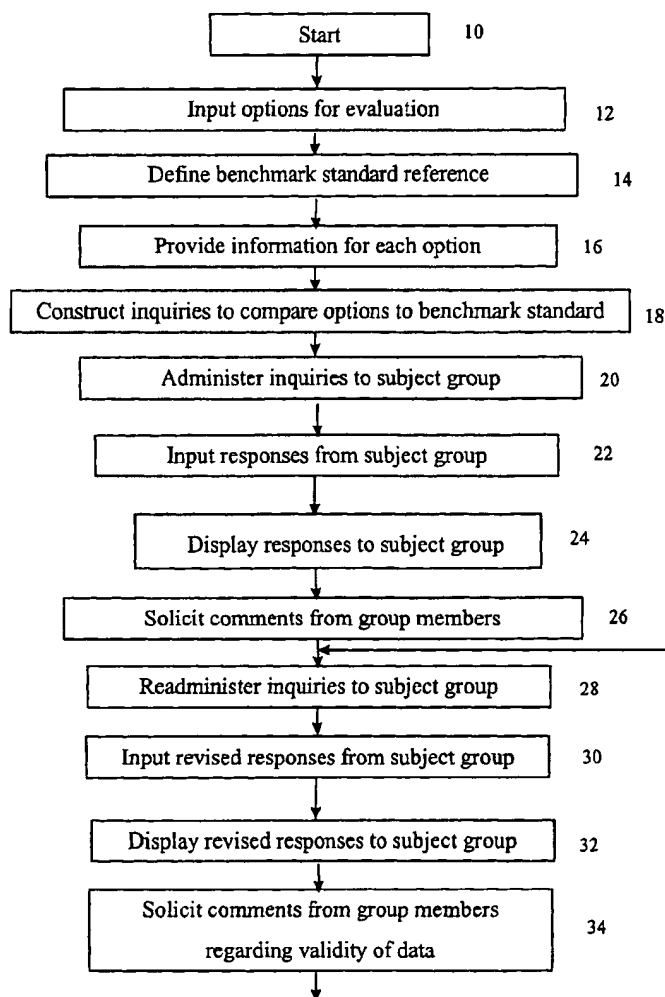 Start 10
Input options for evaluation 12
Define benchmark standard reference 14
Provide information for each option 16
Construct inquiries to compare options to benchmark standard 18
Administer inquiries to subject group 20
Input responses from subject group 22
Display responses to subject group 24
Solicit comments from group members 26
Readminister inquiries to subject group 28
Input revised responses from subject group 30
Display revised responses to subject group 32
Solicit comments from group members
regarding validity of data 34